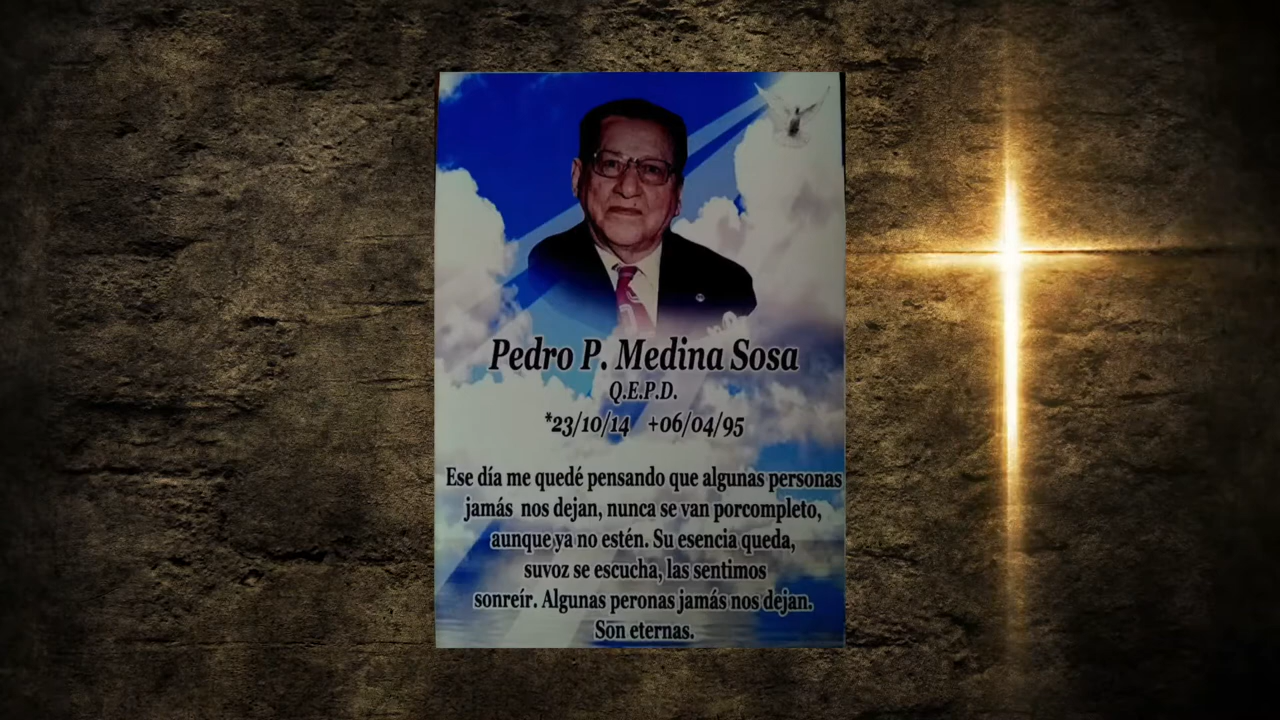 Pedro P. Medina Sosa
Q.E.P.D.
*23/10/14 +06/04/95
Ese día me quedé pensando que algunas personas
jamás nos dejan, nunca se van porcompleto,
aunque ya no estén. Su esencia queda,
suvoz se escucha, las sentimos
sonreír. Algunas peronas jamás nos dejan.
Son eternas.